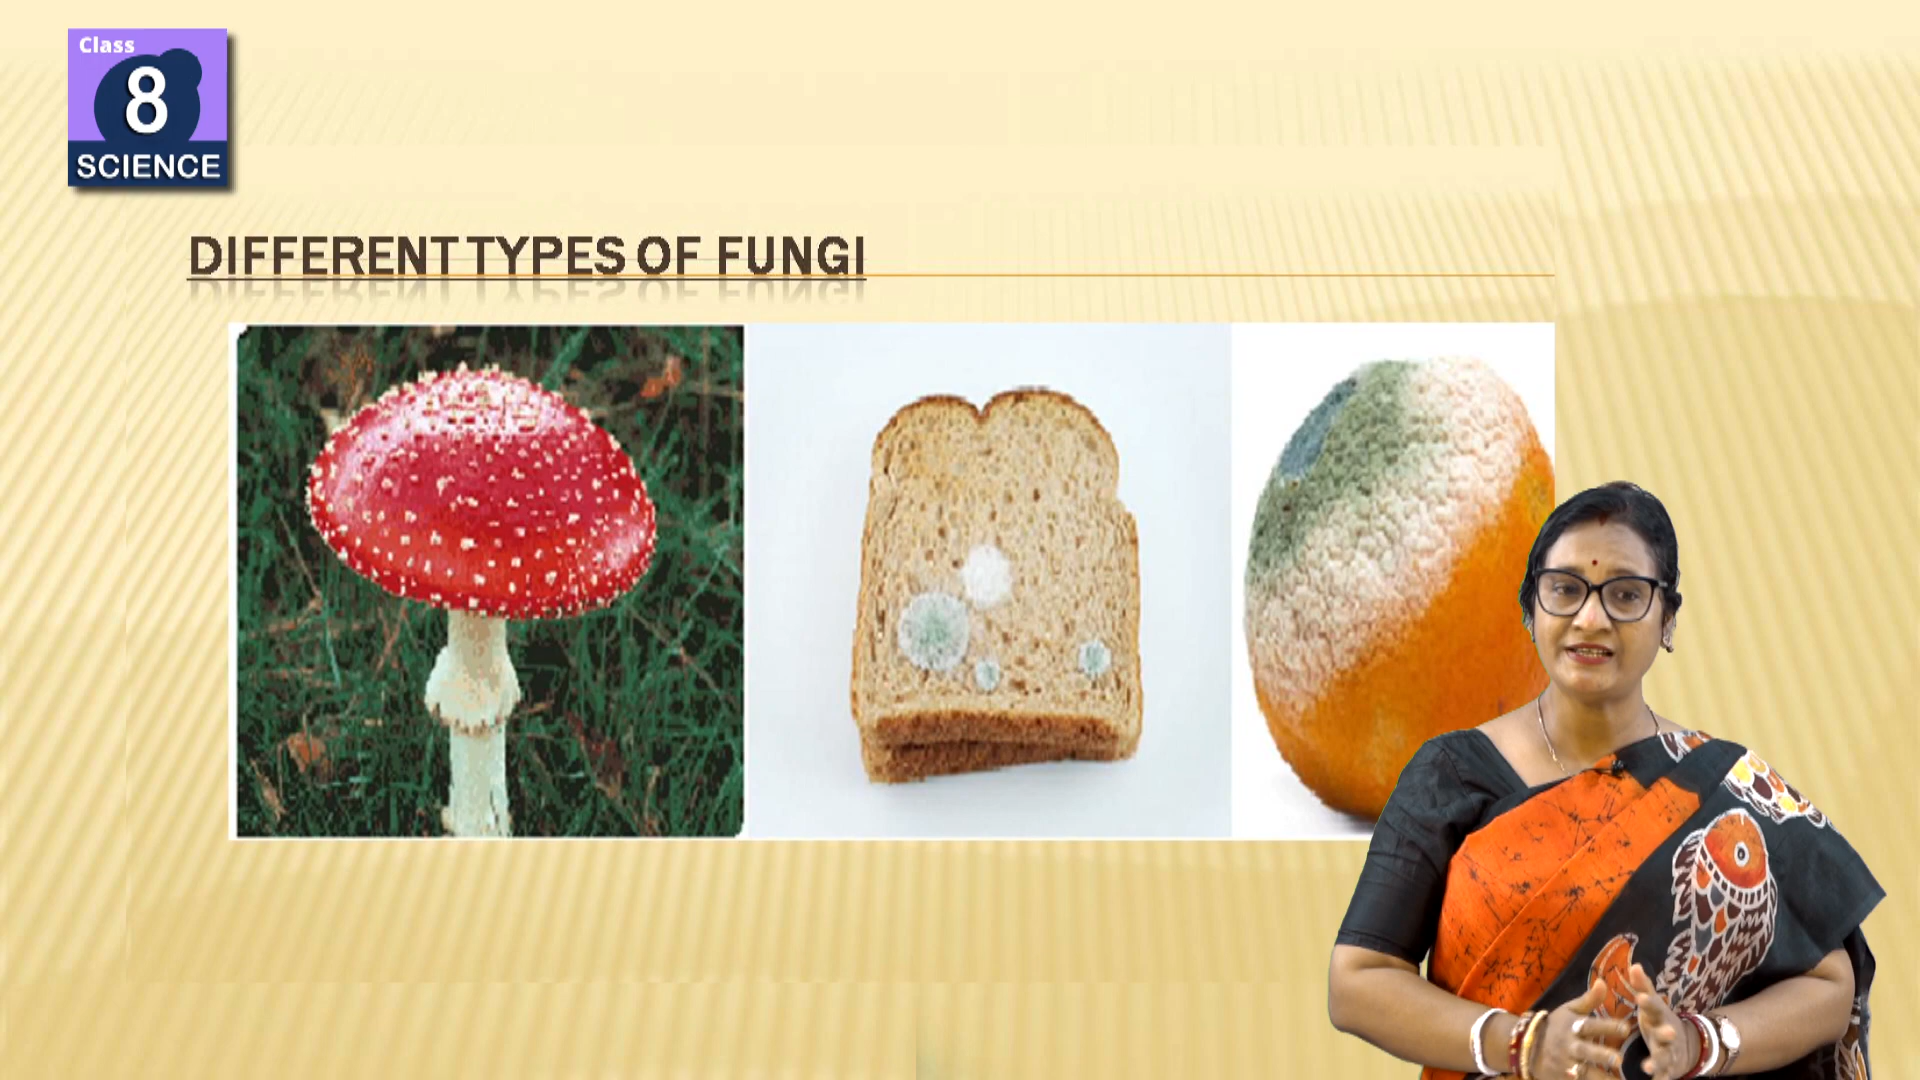 Class
8
SCIENCE
DIFFERENT TYPES OF FUNGI